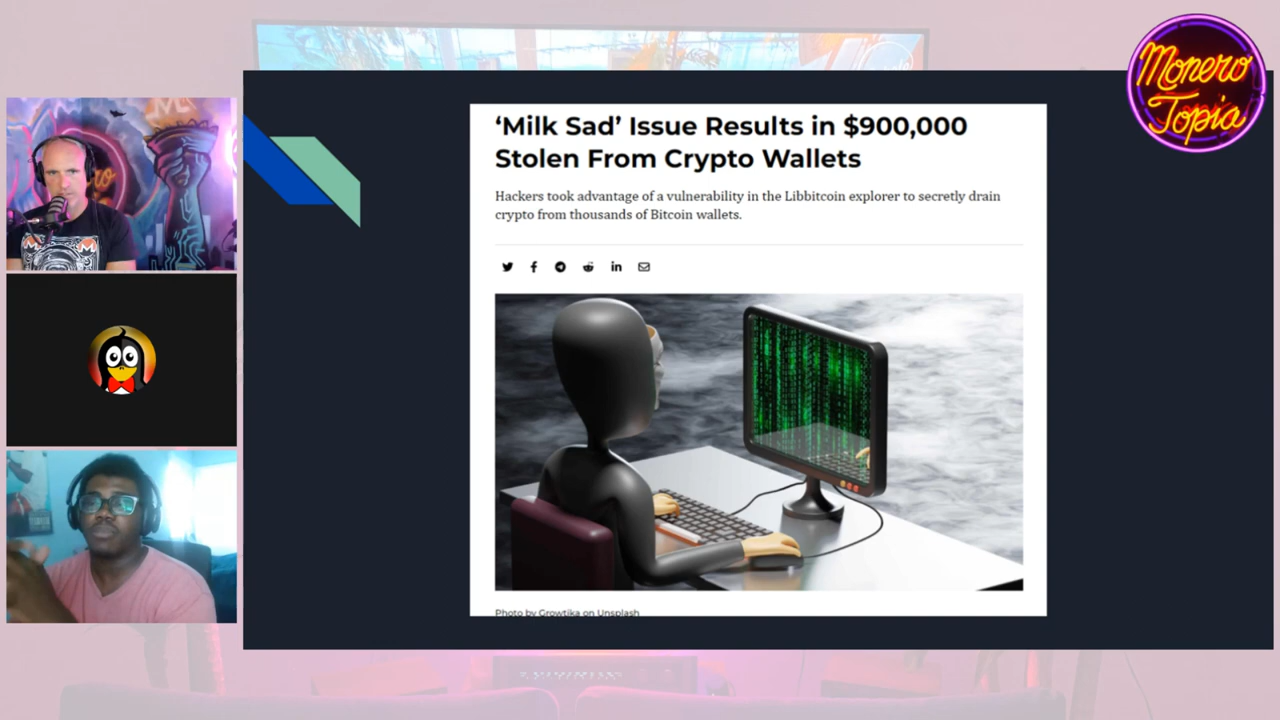 Monero
Topia
‘Milk Sad’ Issue Results in $900,000
Stolen From Crypto Wallets
Hackers took advantage of a vulnerability in the Libbitcoin explorer to secretly drain
crypto from thousands of Bitcoin wallets.
Photo by Growtika on Unsplash